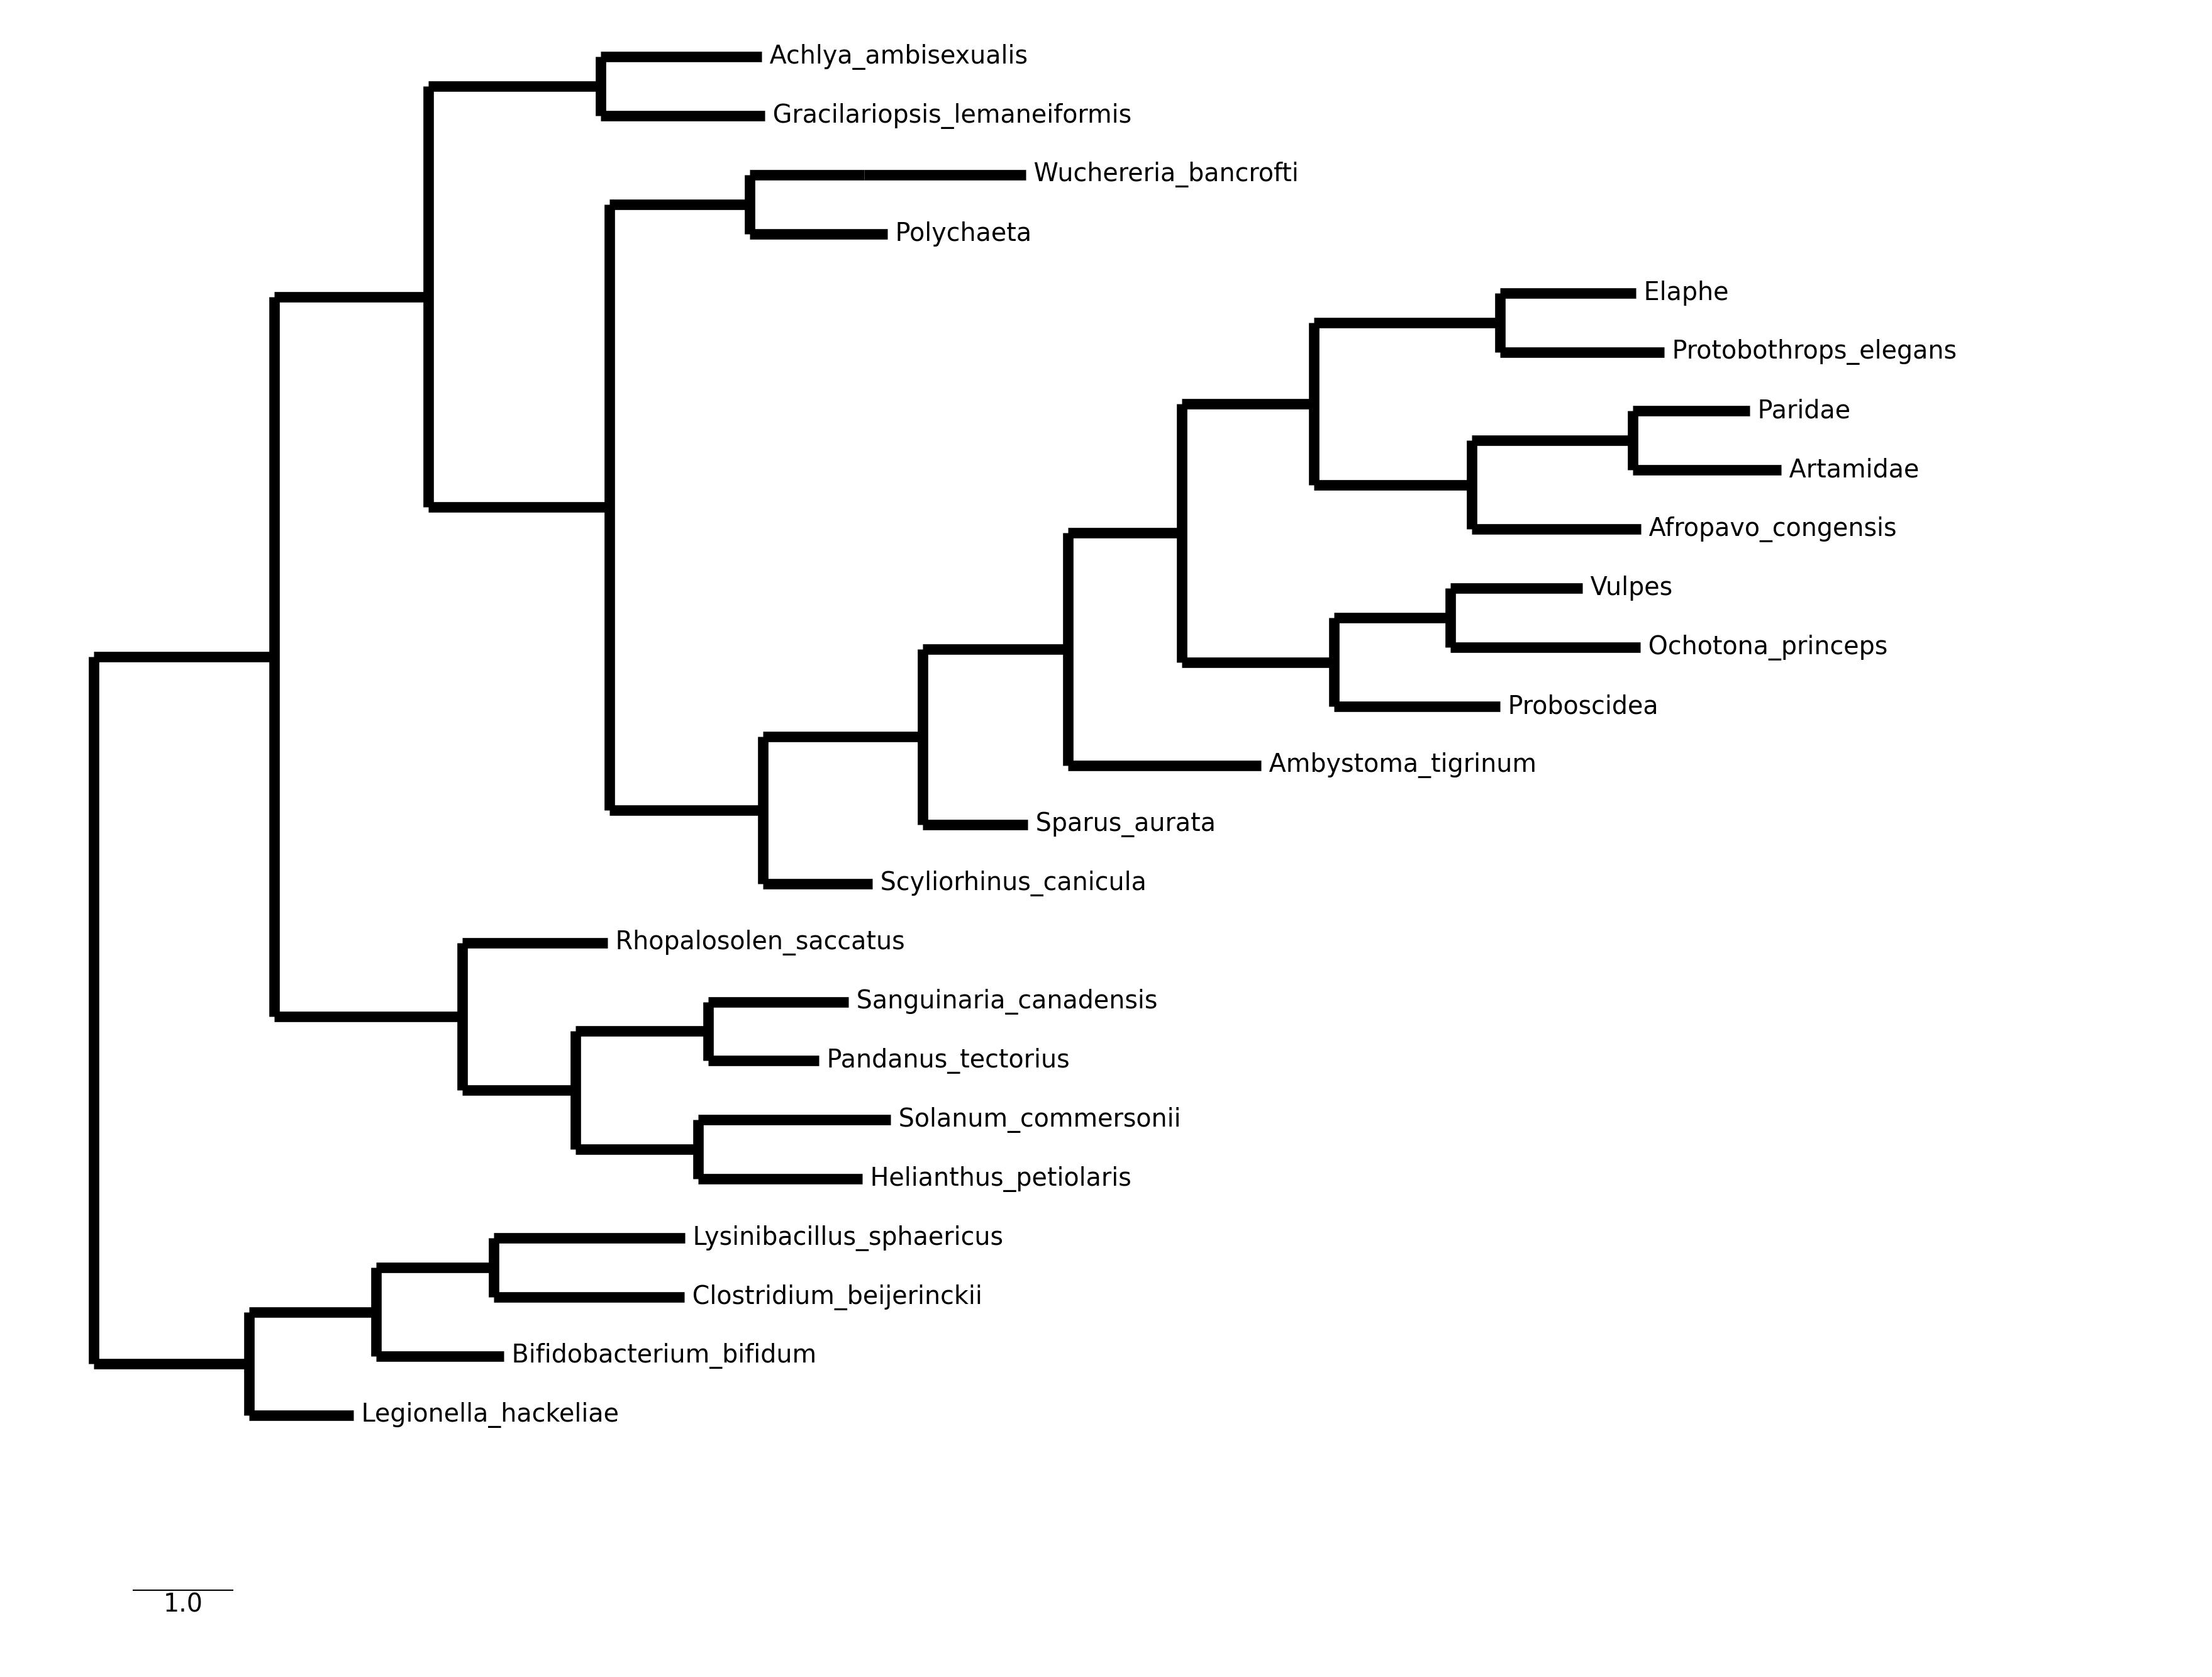 Achlya_ambisexualis
Gracilariopsis_lemaneiformis
Wuchereria_bancrofti
Polychaeta
Elaphe
Protobothrops_elegans
Paridae
Artamidae
Afropavo_congensis
Vulpes
Ochotona_princeps
Proboscidea
Ambystoma_tigrinum
Sparus_aurata
Scyliorhinus_canicula
Rhopalosolen_saccatus
Sanguinaria_canadensis
Pandanus_tectorius
Solanum_commersonii
Helianthus_petiolaris
Lysinibacillus_sphaericus
Clostridium_beijerinckii
Bifidobacterium_bifidum
Legionella_hackeliae
1.0